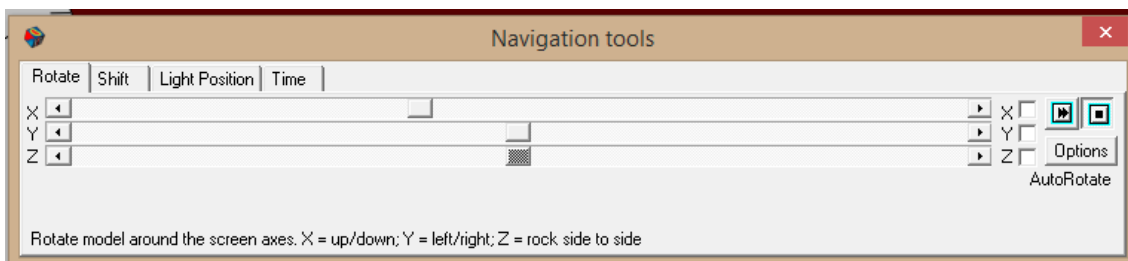 Navigation tools
Rotate Shift Light Position Time
X X
Y Y
Z Z Options
AutoRotate
Rotate model around the screen axes. X = up/down; Y = left/right; Z = rock side to side